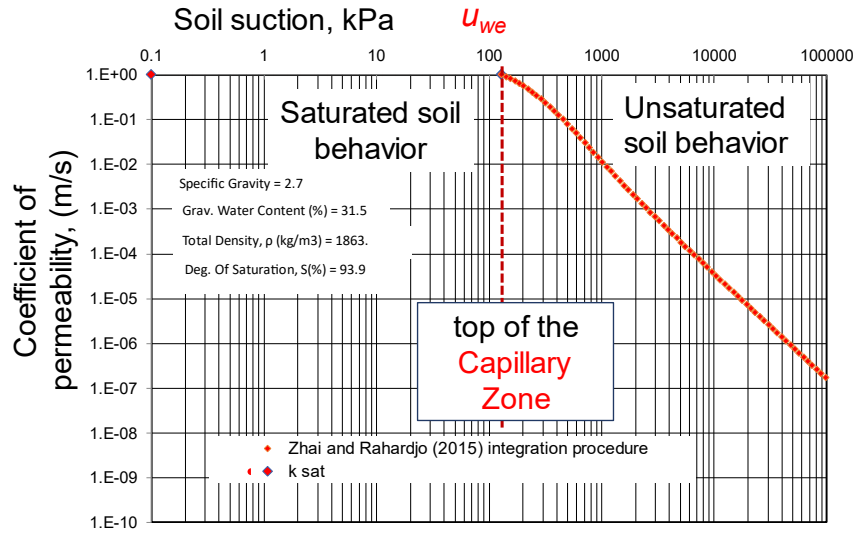 Soil suction, kPa
u_we
0.1 1 10 100 1000 10000 100000
Coefficient of
permeability, (m/s)
1.E+00
1.E-01
1.E-02
1.E-03
1.E-04
1.E-05
1.E-06
1.E-07
1.E-08
1.E-09
1.E-10
Saturated soil
behavior
Unsaturated
soil behavior
Specific Gravity = 2.7
Grav. Water Content (%) = 31.5
Total Density, ρ (kg/m3) = 1863.
Deg. Of Saturation, S(%) = 93.9
top of the
Capillary
Zone
Zhai and Rahardjo (2015) integration procedure
k sat